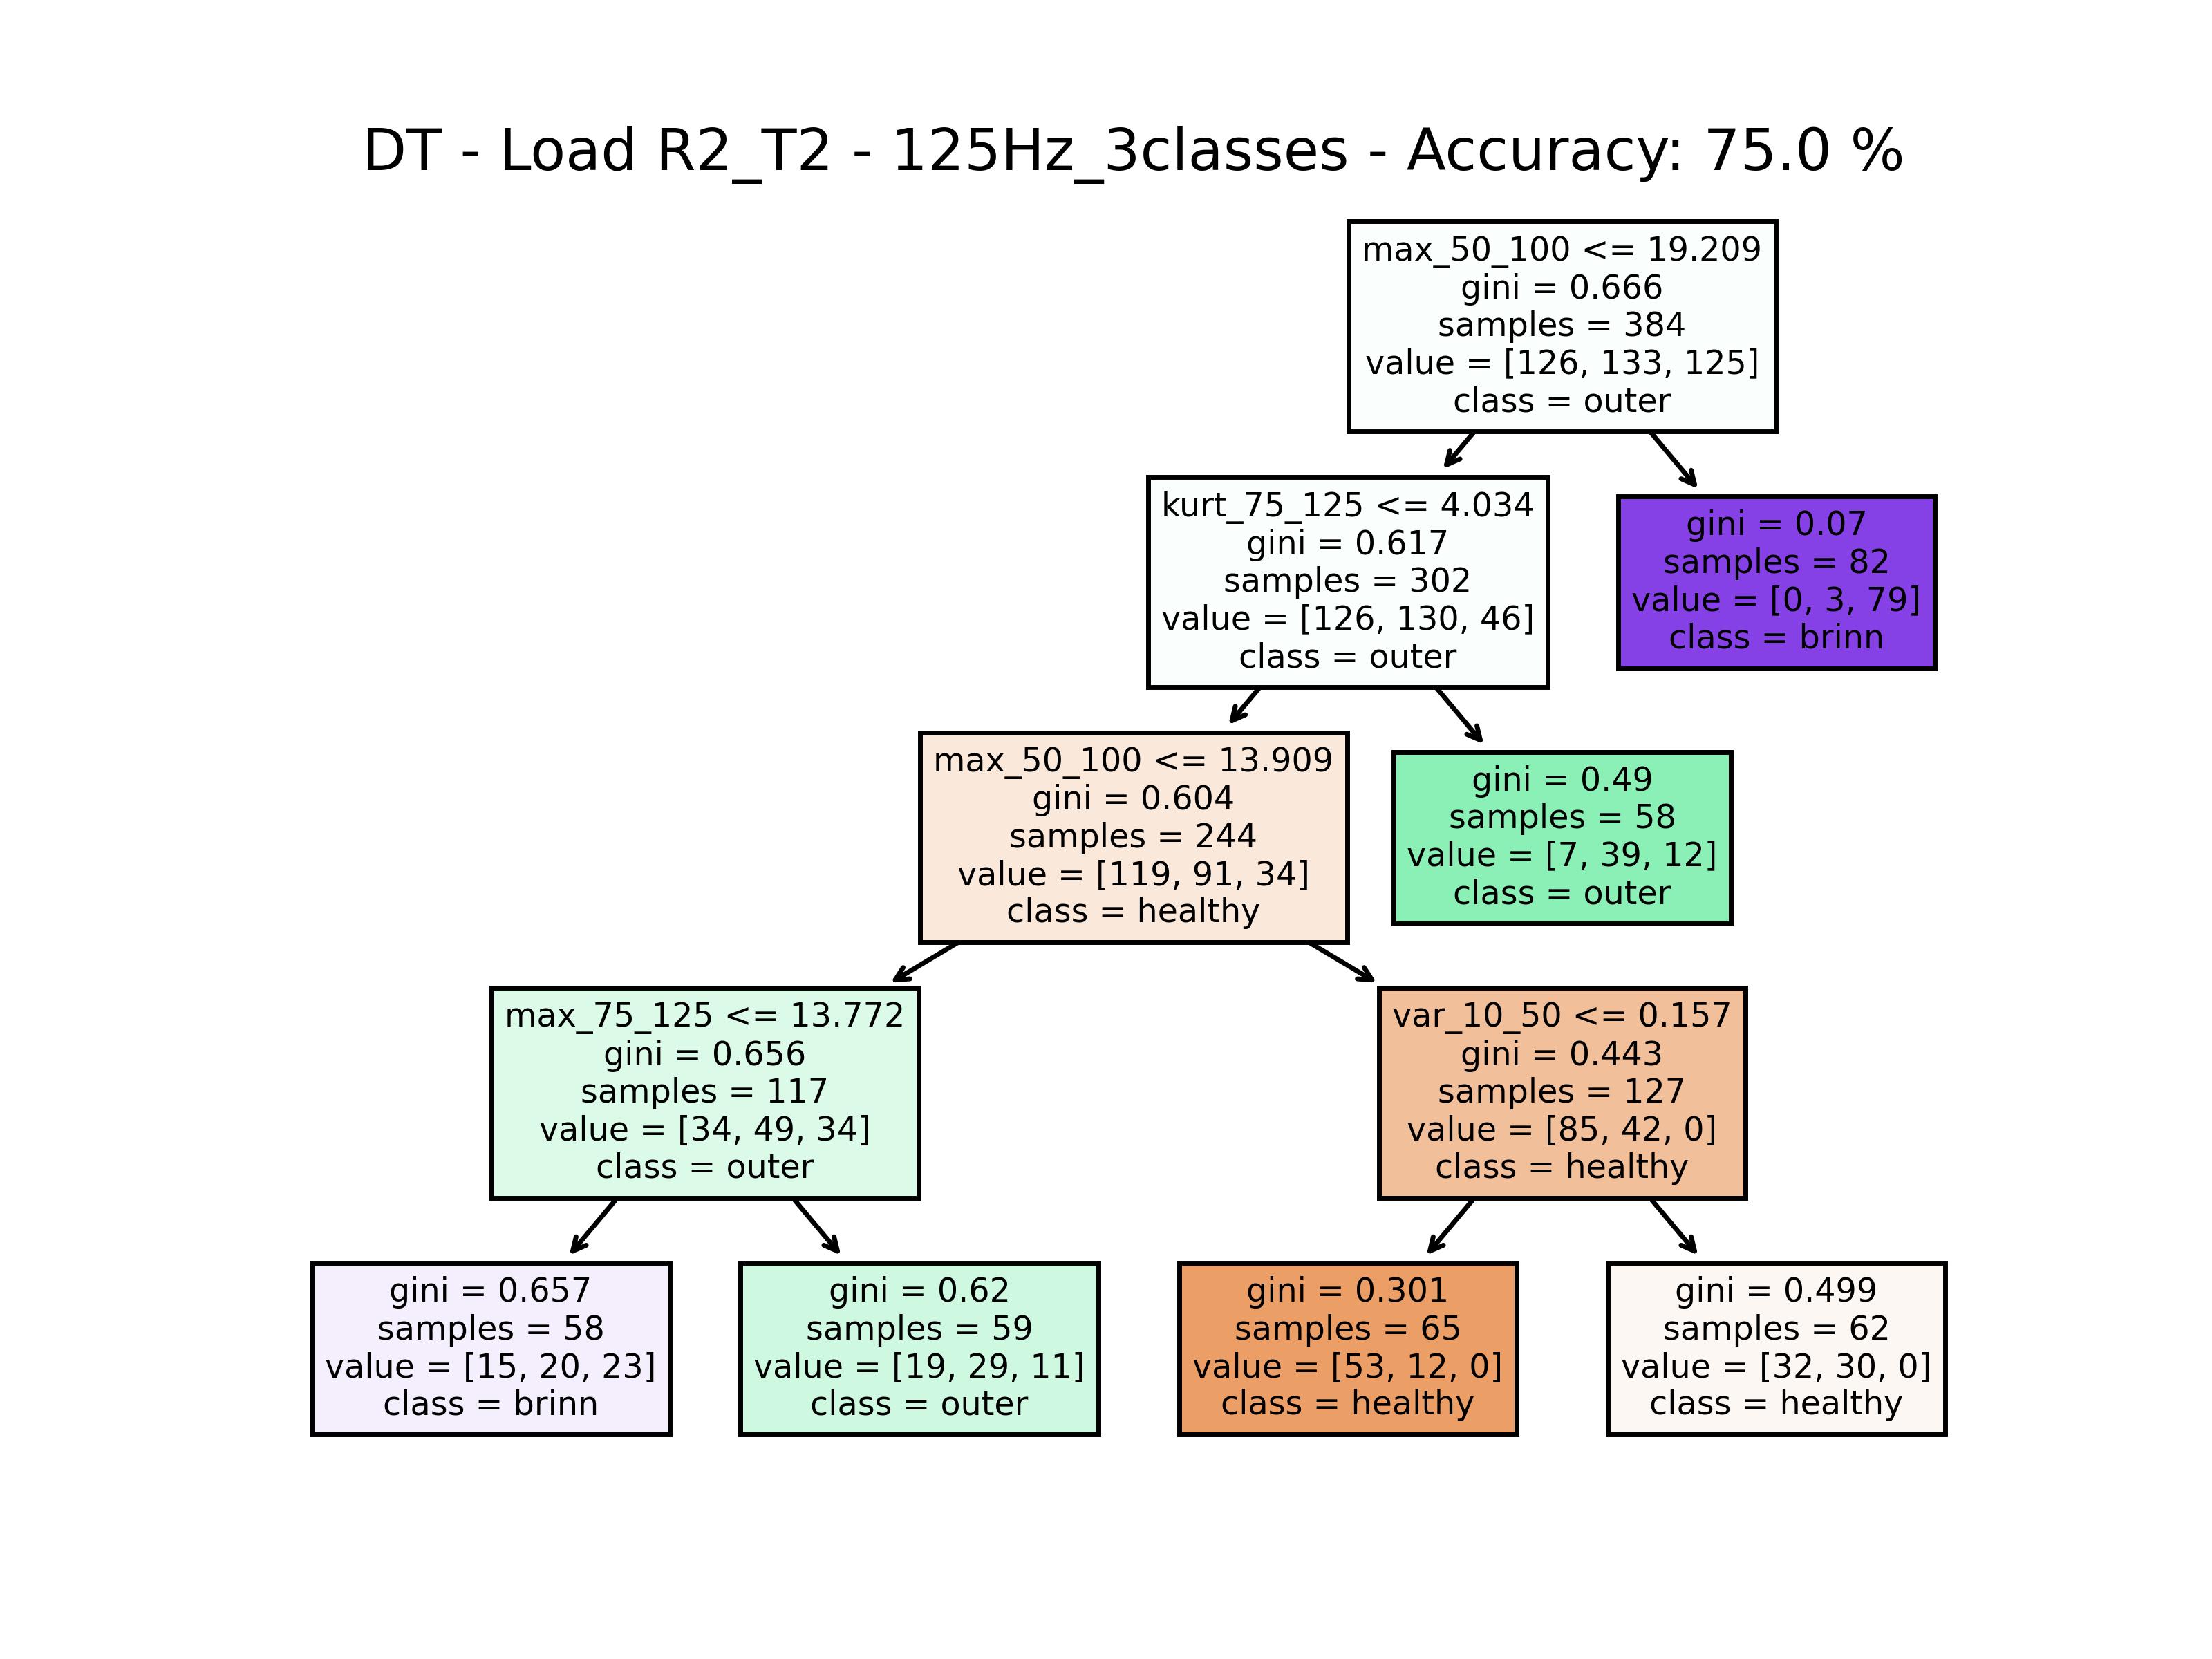 DT - Load R2_T2 - 125Hz_3classes - Accuracy: 75.0 %
max_50_100 <= 19.209
gini = 0.666
samples = 384
value = [126, 133, 125]
class = outer
kurt_75_125 <= 4.034
gini = 0.617
samples = 302
value = [126, 130, 46]
class = outer
gini = 0.07
samples = 82
value = [0, 3, 79]
class = brinn
max_50_100 <= 13.909
gini = 0.604
samples = 244
value = [119, 91, 34]
class = healthy
gini = 0.49
samples = 58
value = [7, 39, 12]
class = outer
max_75_125 <= 13.772
gini = 0.656
samples = 117
value = [34, 49, 34]
class = outer
var_10_50 <= 0.157
gini = 0.443
samples = 127
value = [85, 42, 0]
class = healthy
gini = 0.657
samples = 58
value = [15, 20, 23]
class = brinn
gini = 0.62
samples = 59
value = [19, 29, 11]
class = outer
gini = 0.301
samples = 65
value = [53, 12, 0]
class = healthy
gini = 0.499
samples = 62
value = [32, 30, 0]
class = healthy